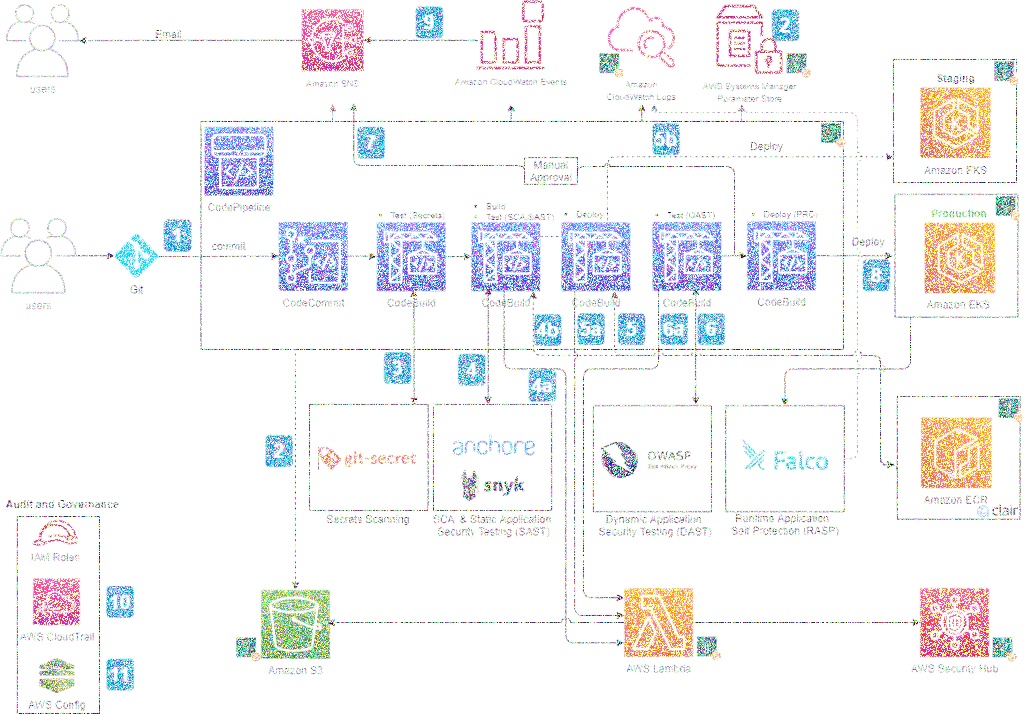 9
2
Email
users
Amazon SNS
Amazon CloudWatch Events
Amazon
CloudWatch Logs
AWS Systems Manager
Parameter Store
Staging
Amazon EKS
7
Manual
Approval
Deploy
CodePipeline
Test (Secrets)
Build
Test (SCA,SAST)
Deploy
Test (DAST)
Deploy (PRD)
Production
Amazon EKS
1
commit
Deploy
8
users
Git
CodeCommit
CodeBuild
CodeBuild
CodeBuild
CodeBuild
CodeBuild
4b
5a
5
6a
6
3
4
4a
2
git-secret
anchore
snyk
OWASP
Falco
Amazon ECR
clair
Secrets Scanning
SCA & Static Application
Security Testing (SAST)
Dynamic Application
Security Testing (DAST)
Runtime Application
Self Protection (RASP)
Audit and Governance
IAM Roles
10
AWS CloudTrail
11
AWS Config
Amazon S3
AWS Lambda
AWS Security Hub